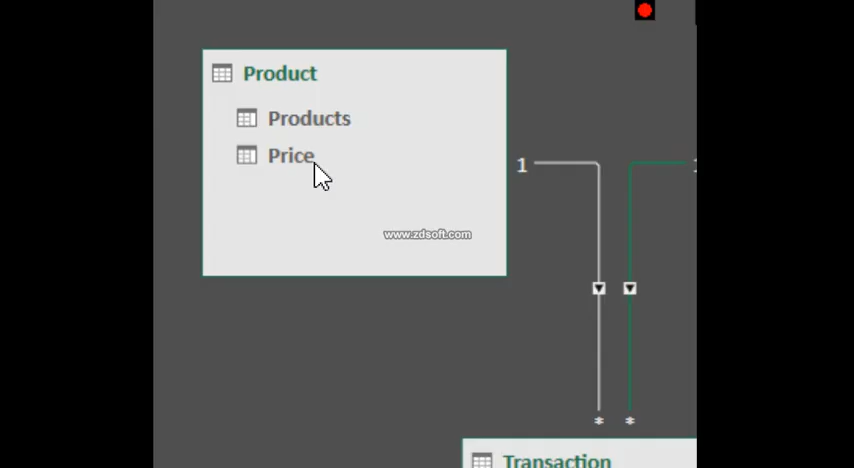 Product
Products
Price
1
www.zdsoft.com
*
*
Transaction